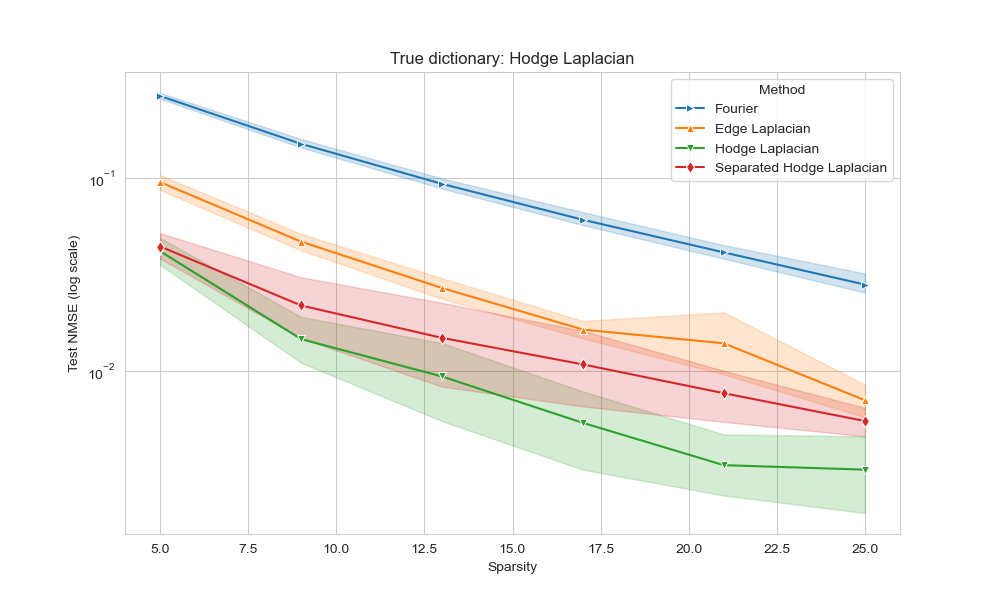 True dictionary: Hodge Laplacian
Method
Fourier
Edge Laplacian
Hodge Laplacian
Separated Hodge Laplacian
Test NMSE (log scale)
10⁻¹
10⁻²
5.0 7.5 10.0 12.5 15.0 17.5 20.0 22.5 25.0
Sparsity